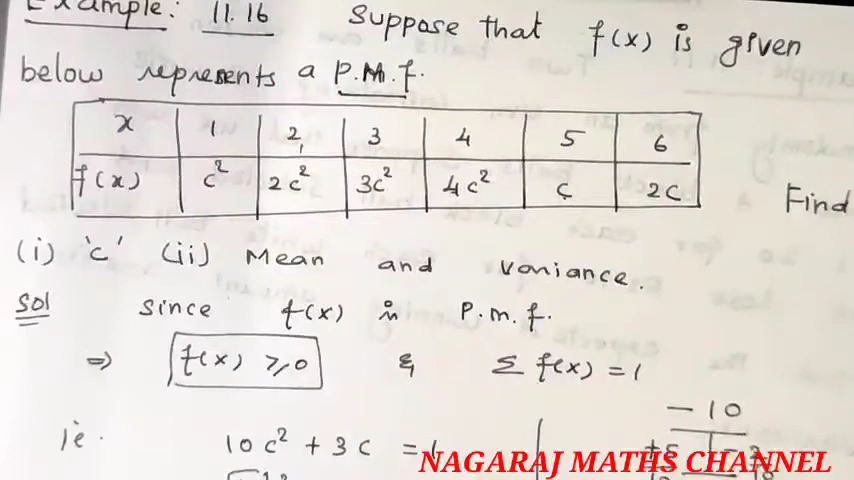 Example: 11.16 Suppose that f(x) is given
below represents a P.M.f.
x 1 2 3 4 5 6
f(x) c² 2c² 3c² 4c² c 2c Find
(i) 'c' (ii) Mean and variance.
Sol Since f(x) is P.m.f.
⇒ f(x) ≥ 0 & Σ f(x) = 1
-10
ie. 10c² + 3c = 1
NAGARAJ MATHS CHANNEL